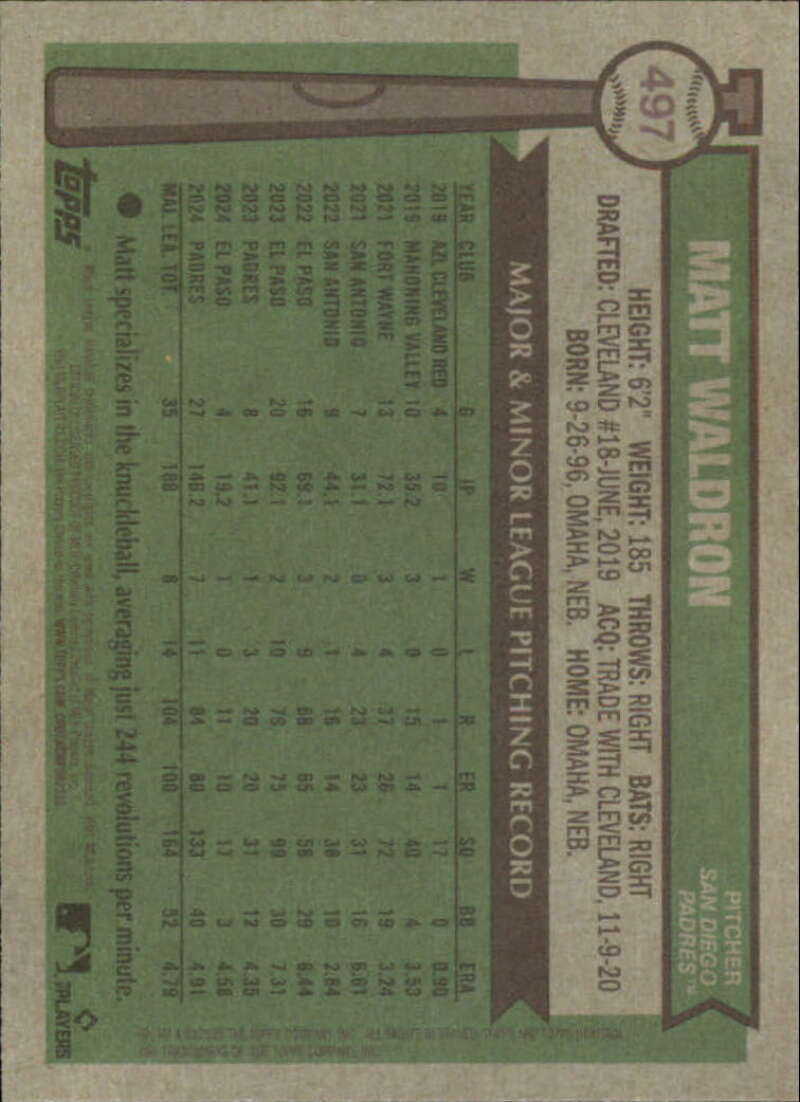 497
MATT WALDRON
PITCHER
SAN DIEGO
PADRES™
HEIGHT: 6'2" WEIGHT: 185 THROWS: RIGHT BATS: RIGHT
DRAFTED: CLEVELAND #18-JUNE, 2019 ACQ: TRADE WITH CLEVELAND, 11-9-20
BORN: 9-26-96, OMAHA, NEB. HOME: OMAHA, NEB.
MAJOR & MINOR LEAGUE PITCHING RECORD
YEAR CLUB G IP W L R ER SO BB ERA
2019 AZL CLEVELAND RED 4 10 1 0 1 1 17 0 0.90
2019 MAHONING VALLEY 10 35.2 3 0 15 14 40 4 3.53
2021 FORT WAYNE 13 72.1 3 4 37 26 72 19 3.24
2021 SAN ANTONIO 7 31.1 0 4 23 23 31 16 6.61
2022 SAN ANTONIO 9 44.1 2 1 16 14 38 10 2.84
2022 EL PASO 16 69.1 3 9 68 65 58 29 8.44
2023 EL PASO 20 92.1 2 10 79 75 99 30 7.31
2023 PADRES 8 41.1 1 3 20 20 31 12 4.35
2024 EL PASO 4 19.2 1 0 11 10 17 3 4.58
2024 PADRES 27 146.2 7 11 84 80 133 40 4.91
MAJ. LEA. TOT. 35 188 8 14 104 100 164 52 4.79
● Matt specializes in the knuckleball, averaging just 244 revolutions per minute.
topps®
PLAYERS